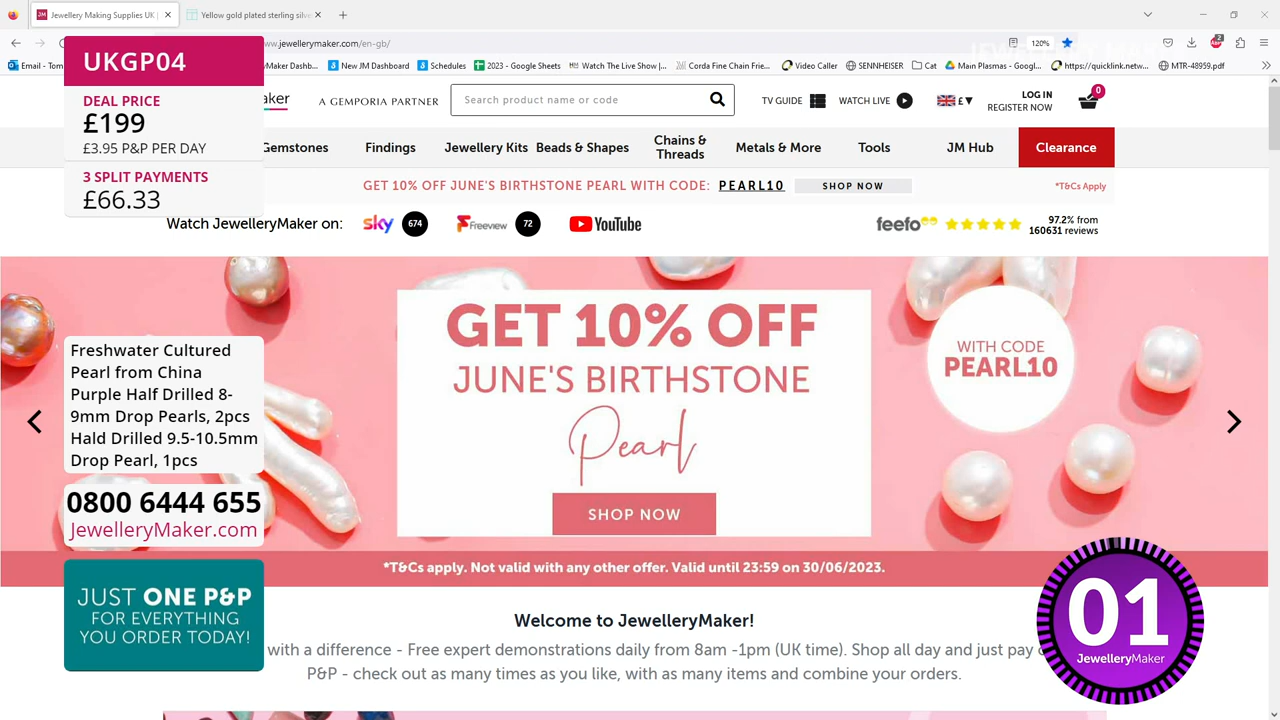 Jewellery Making Supplies UK |
Yellow gold plated sterling silve
ww.jewellerymaker.com/en-gb/
120%
2
Email - Tom
Maker Dashb...
New JM Dashboard
Schedules
2023 - Google Sheets
Watch The Live Show |...
Corda Fine Chain Frie...
Video Caller
SENNHEISER
Cat
Main Plasmas - Googl...
https://quicklink.netw...
MTR-48959.pdf
UKGP04
DEAL PRICE
£199
£3.95 P&P PER DAY
3 SPLIT PAYMENTS
£66.33
aker
A GEMPORIA PARTNER
Search product name or code
TV GUIDE
WATCH LIVE
£
LOG IN
REGISTER NOW
0
Gemstones
Findings
Jewellery Kits
Beads & Shapes
Chains &
Threads
Metals & More
Tools
JM Hub
Clearance
GET 10% OFF JUNE'S BIRTHSTONE PEARL WITH CODE: PEARL10
SHOP NOW
*T&Cs Apply
Watch JewelleryMaker on:
sky
674
Freeview
72
YouTube
feefo
97.2% from
160631 reviews
GET 10% OFF
JUNE'S BIRTHSTONE
Pearl
SHOP NOW
WITH CODE
PEARL10
*T&Cs apply. Not valid with any other offer. Valid until 23:59 on 30/06/2023.
Freshwater Cultured
Pearl from China
Purple Half Drilled 8-
9mm Drop Pearls, 2pcs
Hald Drilled 9.5-10.5mm
Drop Pearl, 1pcs
0800 6444 655
JewelleryMaker.com
JUST ONE P&P
FOR EVERYTHING
YOU ORDER TODAY!
Welcome to JewelleryMaker!
with a difference - Free expert demonstrations daily from 8am -1pm (UK time). Shop all day and just pay
P&P - check out as many times as you like, with as many items and combine your orders.
01
JewelleryMaker